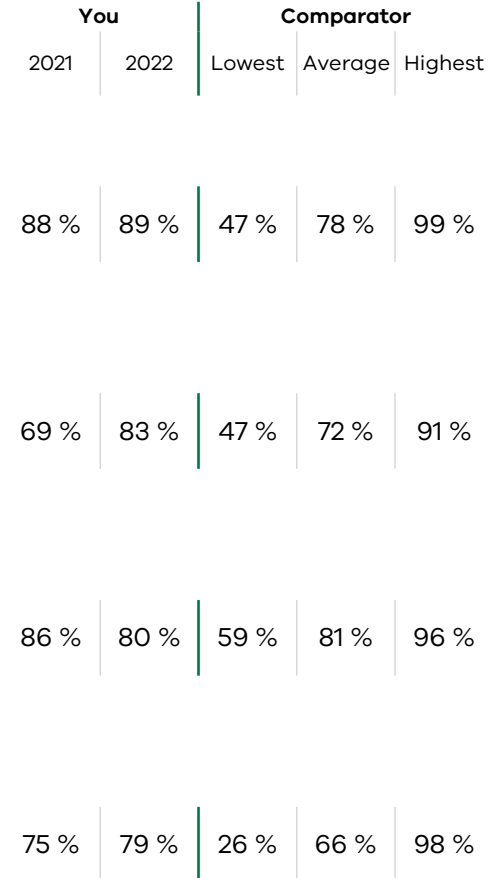 You Comparator
2021 2022 Lowest Average Highest
88 % 89 % 47 % 78 % 99 %
69 % 83 % 47 % 72 % 91 %
86 % 80 % 59 % 81 % 96 %
75 % 79 % 26 % 66 % 98 %